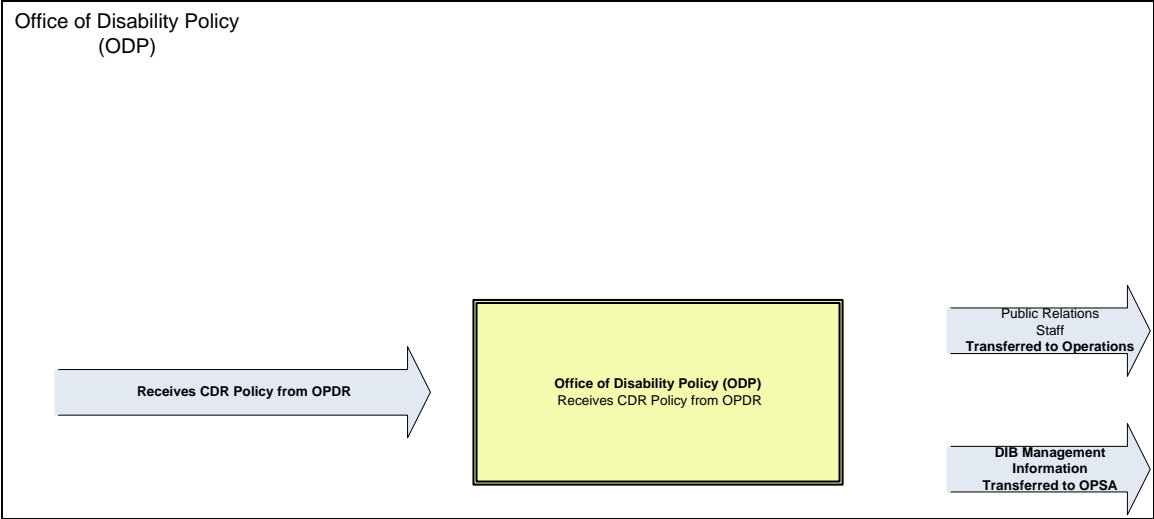 Office of Disability Policy
(ODP)
Receives CDR Policy from OPDR
Office of Disability Policy (ODP)
Receives CDR Policy from OPDR
Public Relations
Staff
Transferred to Operations
DIB Management
Information
Transferred to OPSA